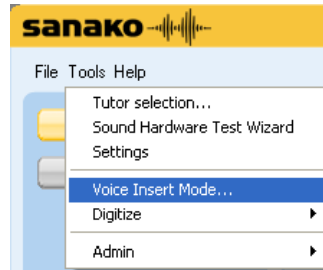 sanako
File Tools Help
Tutor selection...
Sound Hardware Test Wizard
Settings
Voice Insert Mode...
Digitize
Admin